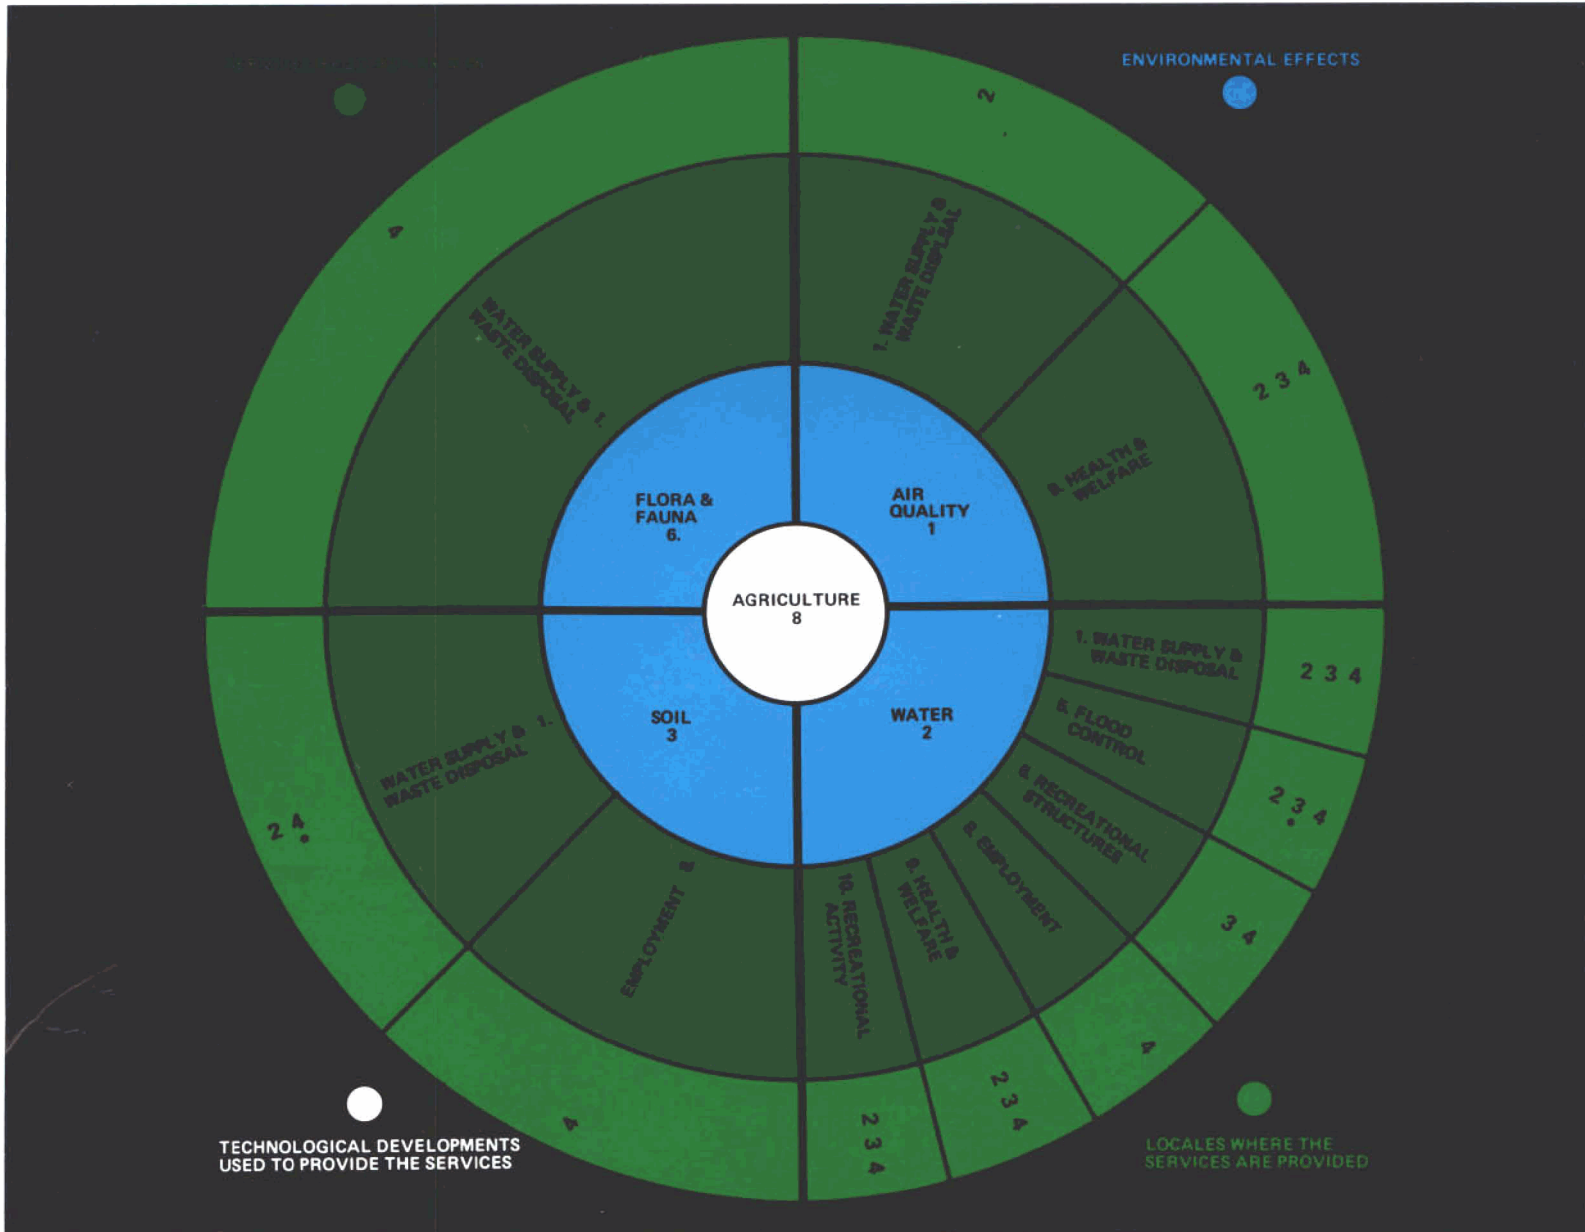 ENVIRONMENTAL EFFECTS
2
4
1. WATER SUPPLY &
WASTE DISPLSAL
WATER SUPPLY & 1.
WASTE DISPOSAL
2 3 4
9. HEALTH &
WELFARE
FLORA &
FAUNA
6.
AIR
QUALITY
1
AGRICULTURE
8
1. WATER SUPPLY &
WASTE DISPOSAL
2 3 4
SOIL
3
WATER
2
5. FLOOD
CONTROL
2 3 4
WATER SUPPLY & 1.
WASTE DISPOSAL
2 4
6. RECREATIONAL
STRUCTURES
3 4
8. EMPLOYMENT
4
9. HEALTH &
WELFARE
2 3 4
10. RECREATIONAL
ACTIVITY
2 3 4
EMPLOYMENT 8.
4
TECHNOLOGICAL DEVELOPMENTS
USED TO PROVIDE THE SERVICES
LOCALES WHERE THE
SERVICES ARE PROVIDED